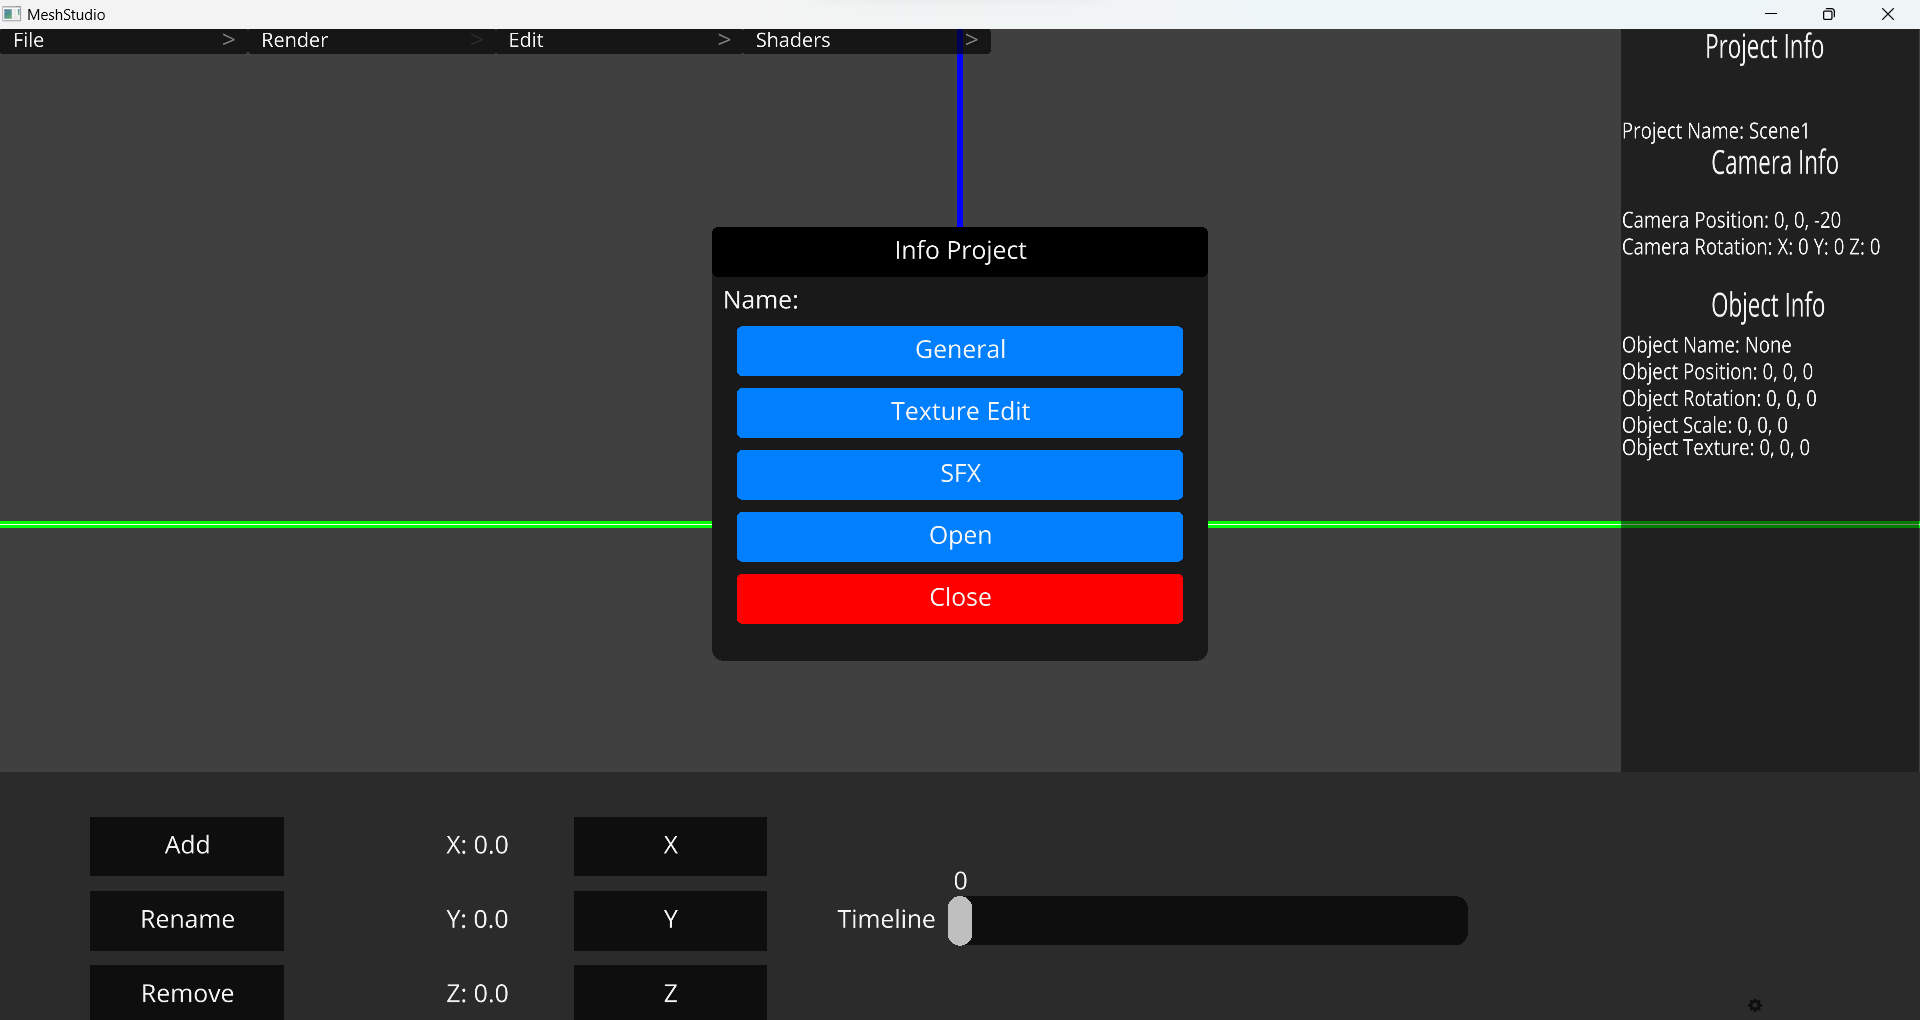 MeshStudio
File > Render > Edit > Shaders >
Project Info
Project Name: Scene1
Camera Info
Camera Position: 0, 0, -20
Camera Rotation: X: 0 Y: 0 Z: 0
Object Info
Object Name: None
Object Position: 0, 0, 0
Object Rotation: 0, 0, 0
Object Scale: 0, 0, 0
Object Texture: 0, 0, 0
Info Project
Name:
General
Texture Edit
SFX
Open
Close
Add
X: 0.0
X
Rename
Y: 0.0
Y
Remove
Z: 0.0
Z
0
Timeline